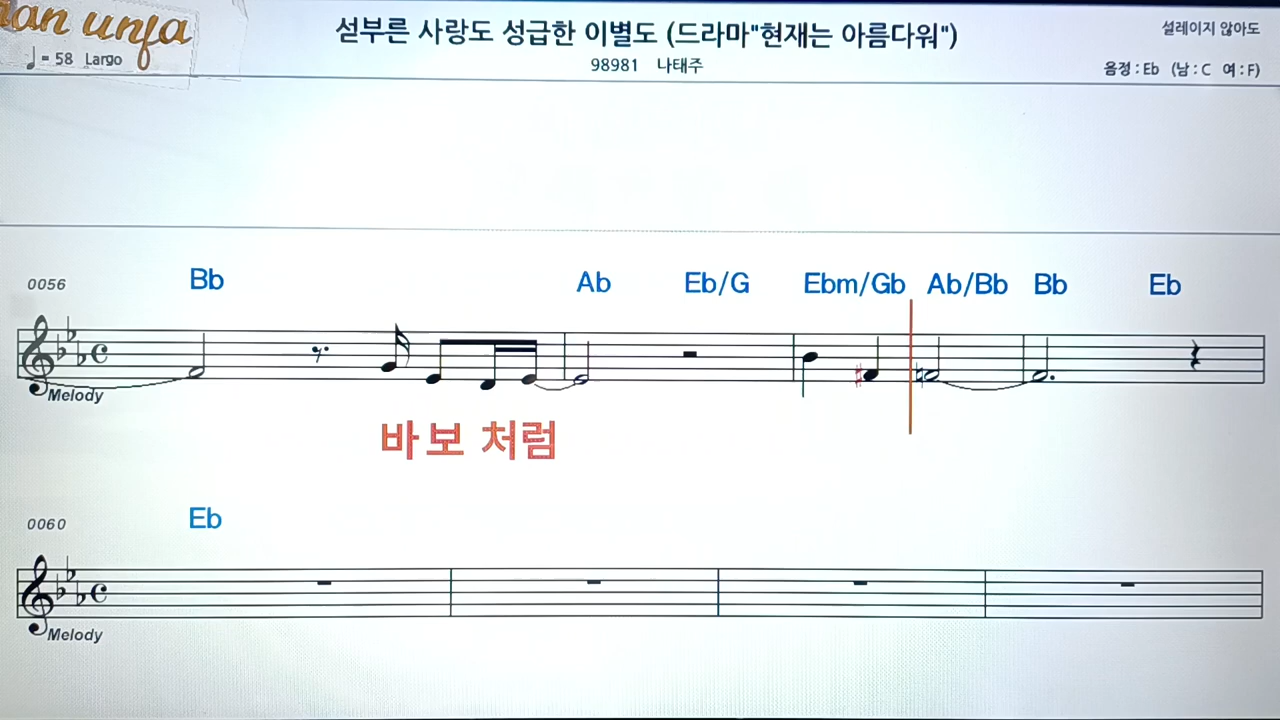 an unfa
♩= 58 Largo
섣부른 사랑도 성급한 이별도 (드라마"현재는 아름다워")
98981 나태주
설레이지 않아도
음정 : Eb (남 : C 여 : F)
0056 Bb Ab Eb/G Ebm/Gb Ab/Bb Bb Eb
Melody
바보 처럼
0060 Eb
Melody